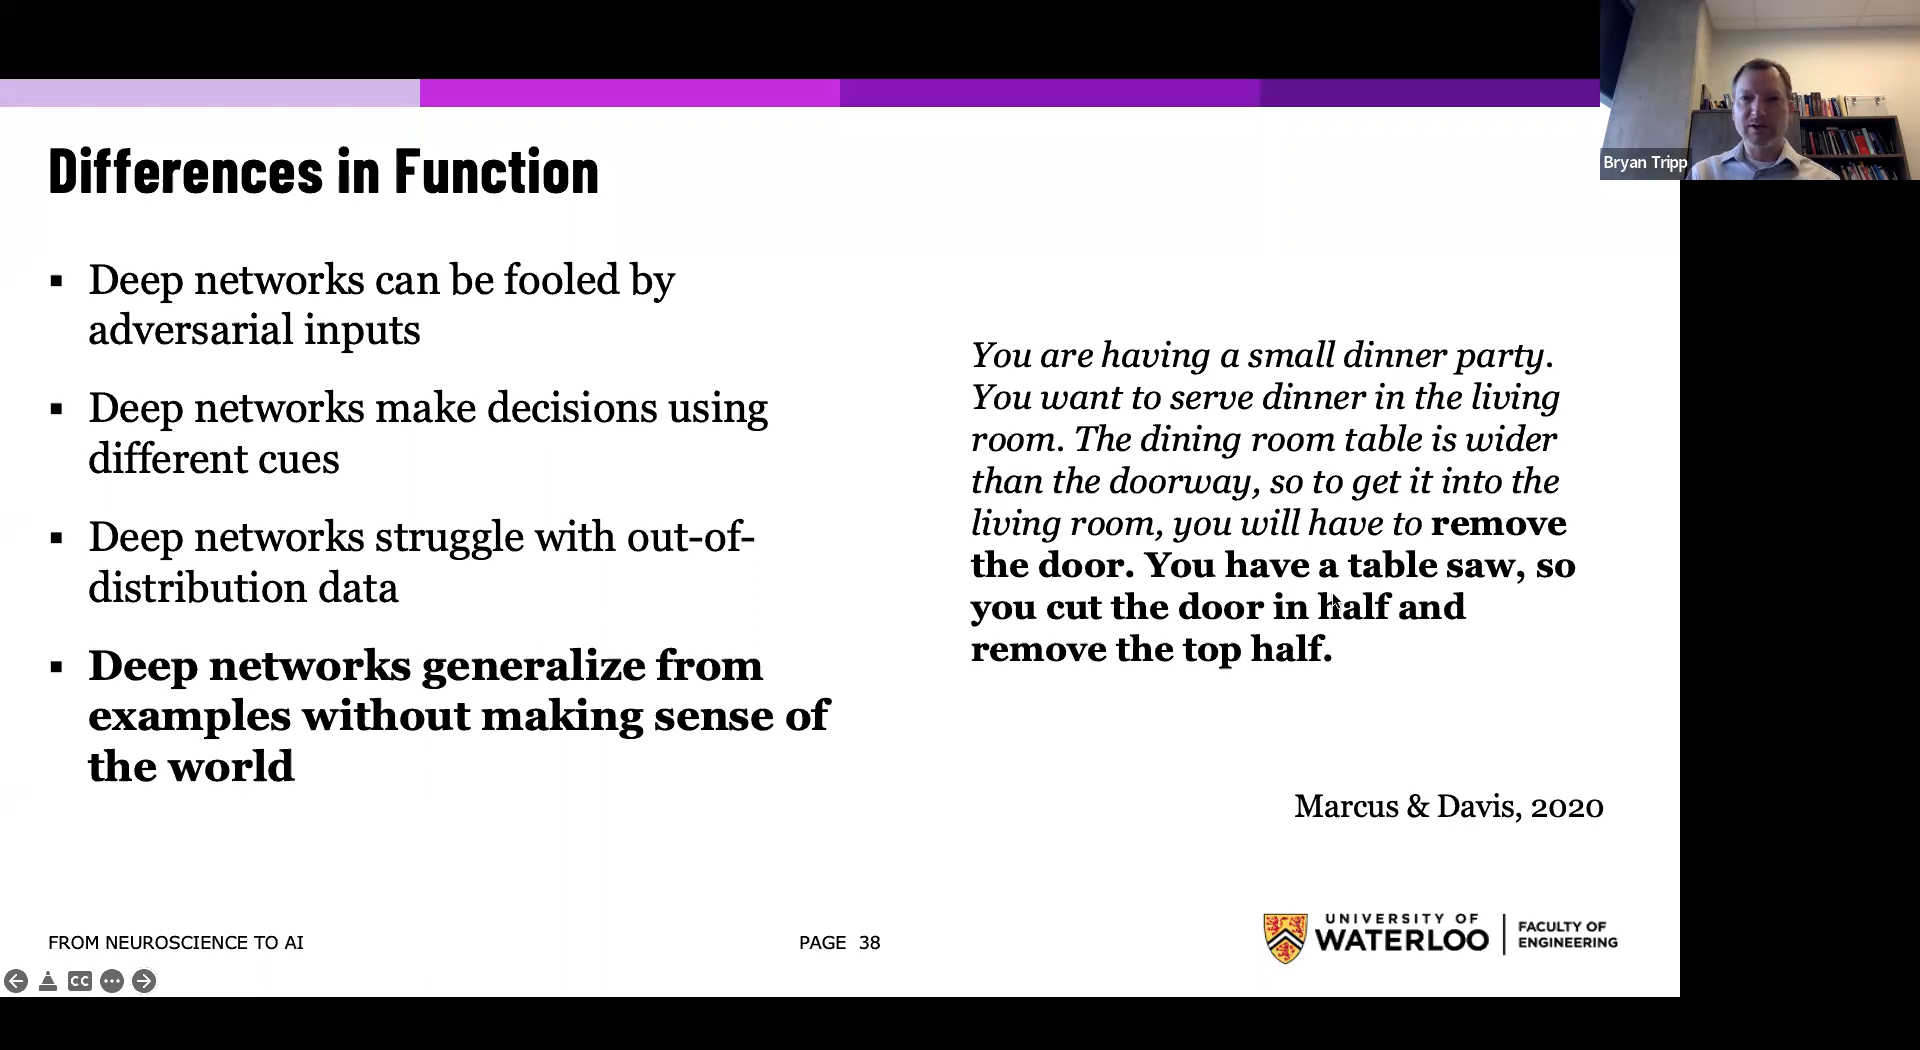 Bryan Tripp
Differences in Function
▪ Deep networks can be fooled by
adversarial inputs
▪ Deep networks make decisions using
different cues
▪ Deep networks struggle with out-of-
distribution data
▪ Deep networks generalize from
examples without making sense of
the world
You are having a small dinner party.
You want to serve dinner in the living
room. The dining room table is wider
than the doorway, so to get it into the
living room, you will have to remove
the door. You have a table saw, so
you cut the door in half and
remove the top half.
Marcus & Davis, 2020
FROM NEUROSCIENCE TO AI
PAGE 38
UNIVERSITY OF
WATERLOO
FACULTY OF
ENGINEERING
CC